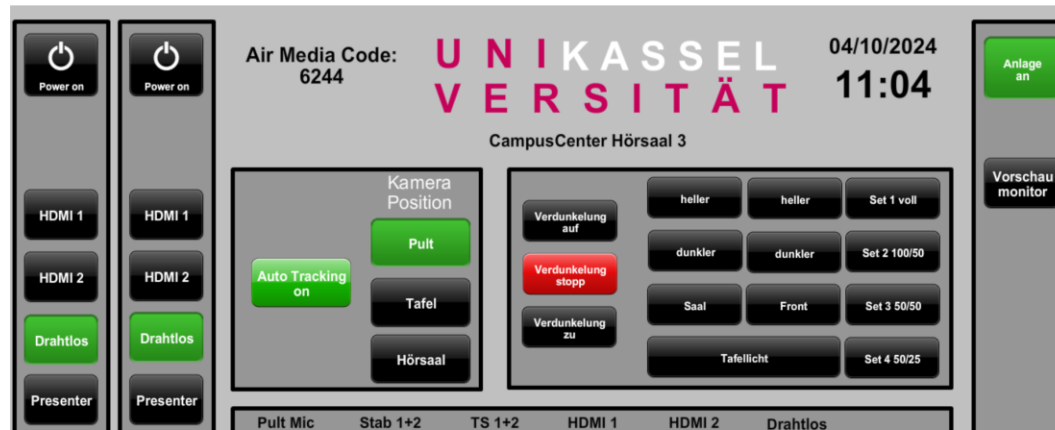 Power on
HDMI 1
HDMI 2
Drahtlos
Presenter
Power on
HDMI 1
HDMI 2
Drahtlos
Presenter
Air Media Code:
6244
UNIKASSEL
VERSITÄT
04/10/2024
11:04
CampusCenter Hörsaal 3
Auto Tracking
on
Kamera
Position
Pult
Tafel
Hörsaal
Verdunkelung
auf
Verdunkelung
stopp
Verdunkelung
zu
heller
heller
Set 1 voll
dunkler
dunkler
Set 2 100/50
Saal
Front
Set 3 50/50
Tafellicht
Set 4 50/25
Pult Mic
Stab 1+2
TS 1+2
HDMI 1
HDMI 2
Drahtlos
Anlage
an
Vorschau
monitor